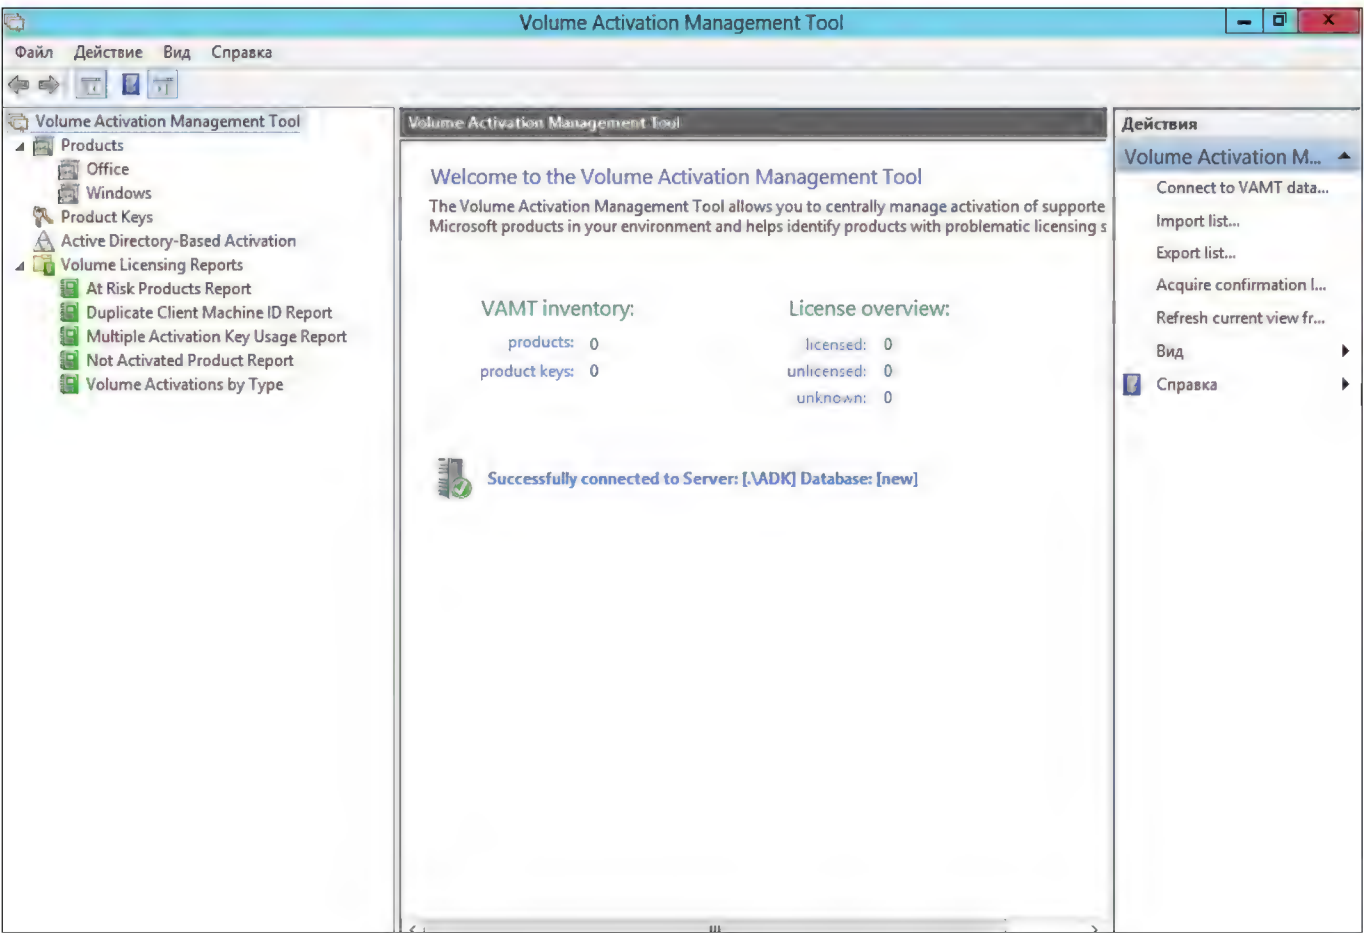 Volume Activation Management Tool
Файл Действие Вид Справка
Volume Activation Management Tool
Products
Office
Windows
Product Keys
Active Directory-Based Activation
Volume Licensing Reports
At Risk Products Report
Duplicate Client Machine ID Report
Multiple Activation Key Usage Report
Not Activated Product Report
Volume Activations by Type
Volume Activation Management Tool
Welcome to the Volume Activation Management Tool
The Volume Activation Management Tool allows you to centrally manage activation of supporte
Microsoft products in your environment and helps identify products with problematic licensing s
VAMT inventory:
products: 0
product keys: 0
License overview:
licensed: 0
unlicensed: 0
unknown: 0
Successfully connected to Server: [.\ADK] Database: [new]
Действия
Volume Activation M...
Connect to VAMT data...
Import list...
Export list...
Acquire confirmation I...
Refresh current view fr...
Вид
Справка